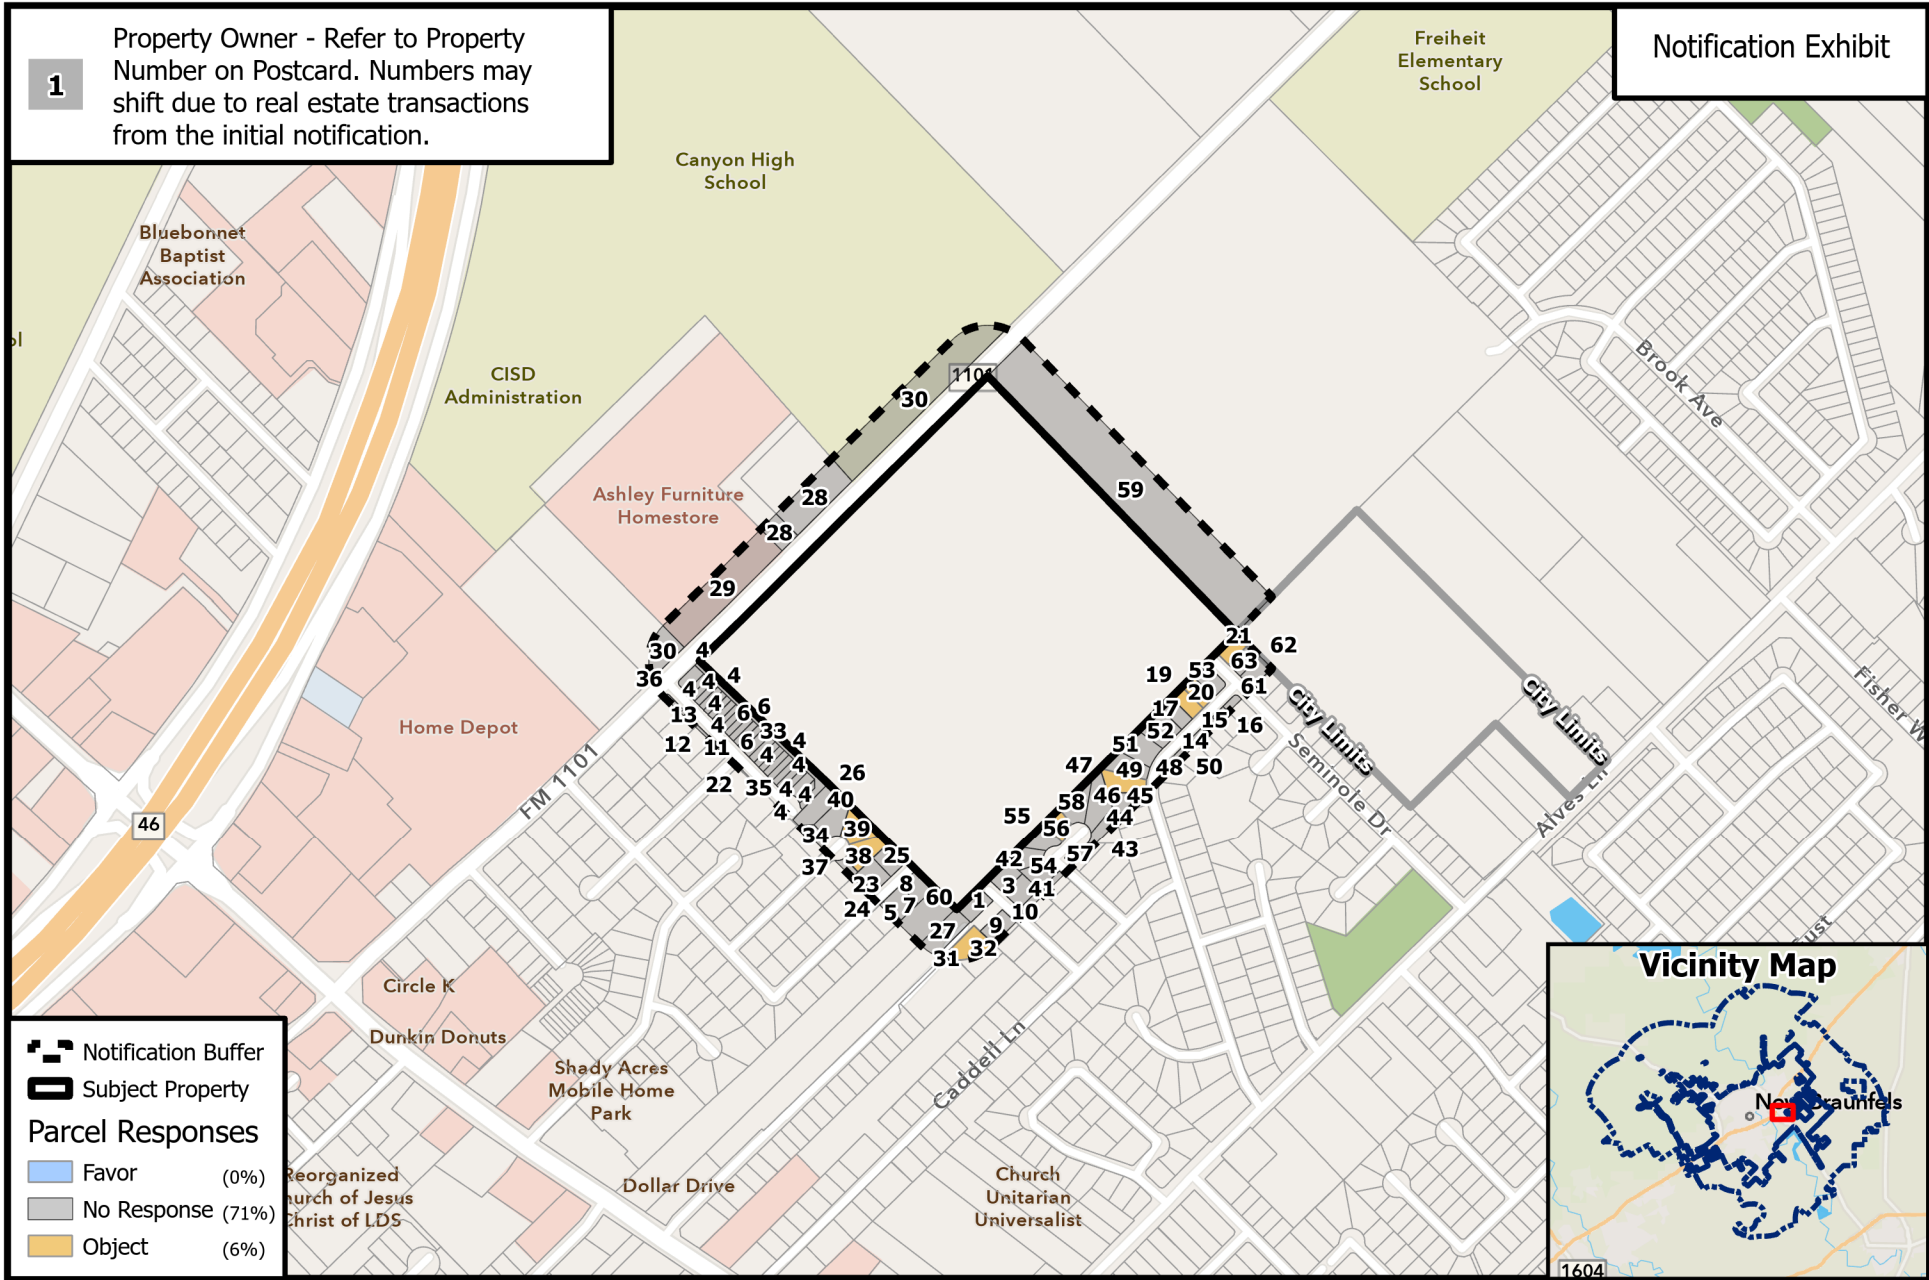 1
Property Owner - Refer to Property
Number on Postcard. Numbers may
shift due to real estate transactions
from the initial notification.
Notification Exhibit
Freiheit
Elementary
School
Canyon High
School
Bluebonnet
Baptist
Association
CISD
Administration
Brook Ave
1101
30
59
Ashley Furniture
Homestore
28
28
29
30
4
36
4
4
4
4
13
6
6
33
4
12
11
6
4
4
4
22
35
4
4
4
26
40
34
39
38
25
37
23
8
24
5
7
60
1
27
31
32
9
10
3
41
42
54
57
55
56
58
43
44
46
45
47
49
51
48
50
52
14
17
15
16
19
20
53
61
63
21
62
City Limits
City Limits
Fisher W
Seminole Dr
Alves Ln
Home Depot
FM 1101
46
Circle K
Dunkin Donuts
Shady Acres
Mobile Home
Park
Caddell Ln
Dollar Drive
Church
Unitarian
Universalist
Reorganized
Church of Jesus
Christ of LDS
Notification Buffer
Subject Property
Parcel Responses
Favor (0%)
No Response (71%)
Object (6%)
Vicinity Map
New Braunfels
1604